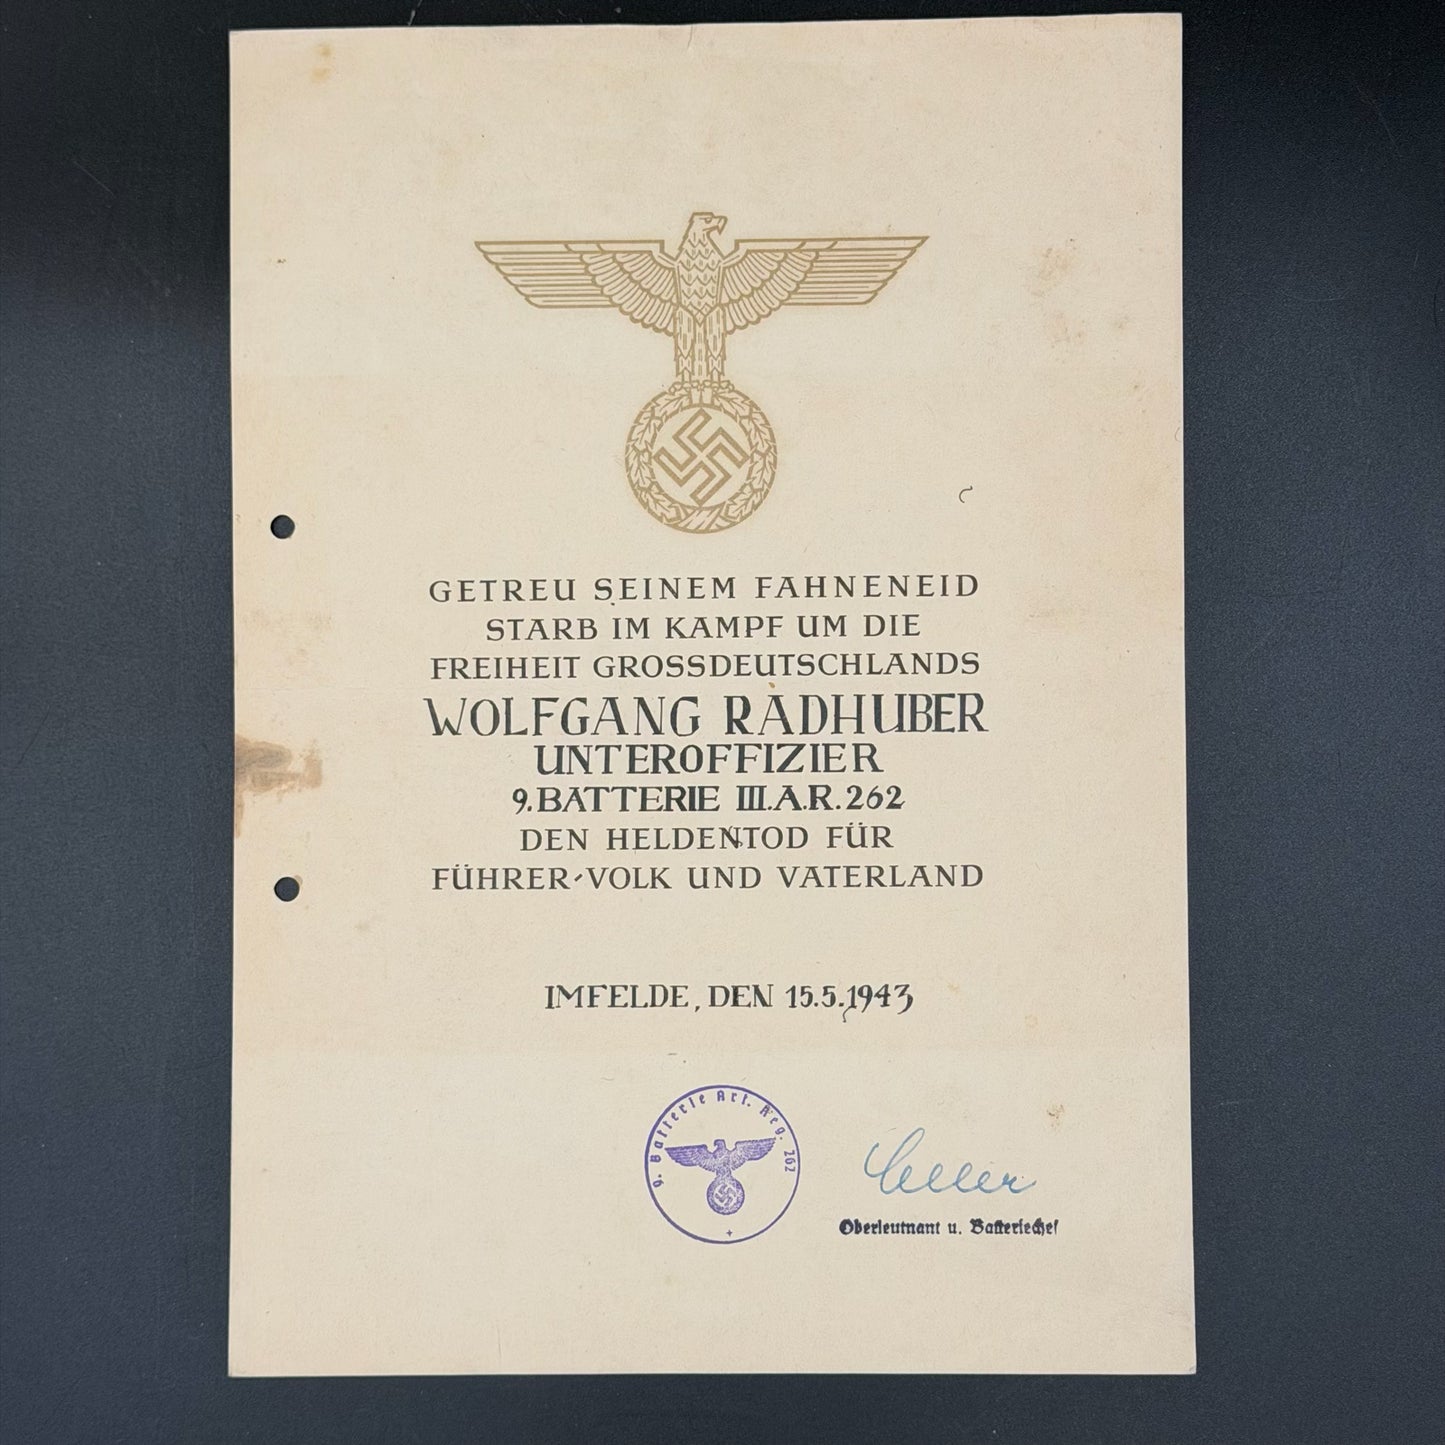 GETREU SEINEM FAHNENEID
STARB IM KAMPF UM DIE
FREIHEIT GROSSDEUTSCHLANDS
WOLFGANG RADHUBER
UNTEROFFIZIER
9. BATTERIE III. A. R. 262
DEN HELDENTOD FÜR
FÜHRER-VOLK UND VATERLAND
IMFELDE, DEN 15.5.1943
9. Batterie Art. Reg. 262
Oberleutnant u. Batteriechef